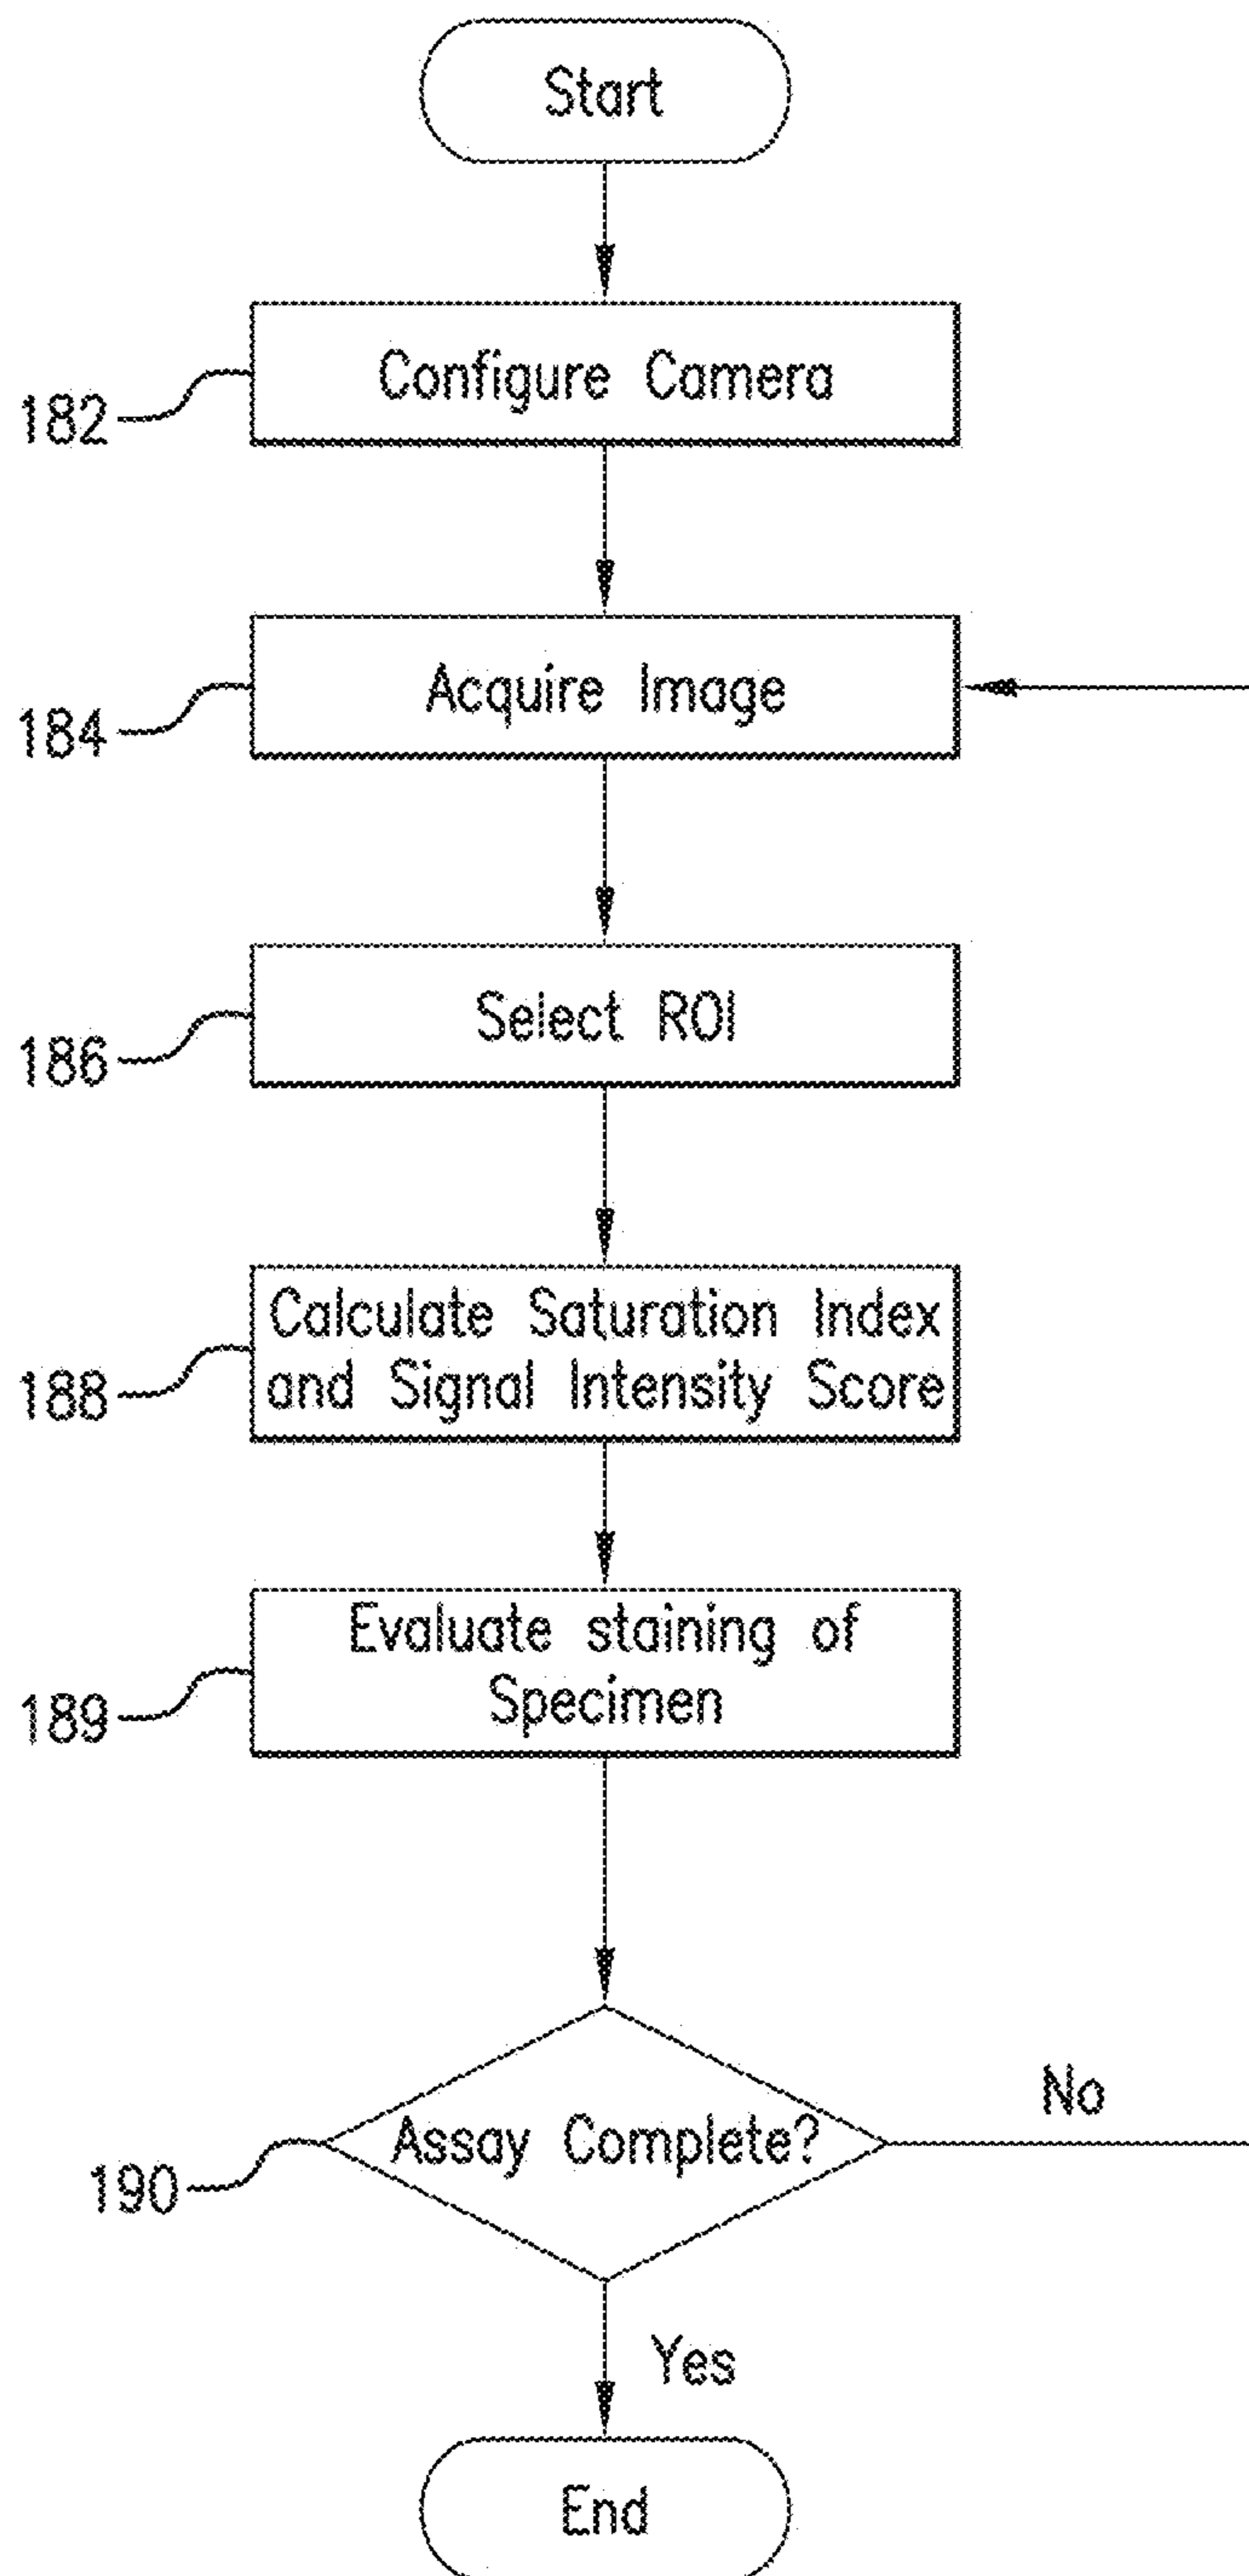 Start
Configure Camera
182
Acquire Image
184
Select ROI
186
Calculate Saturation Index
and Signal Intensity Score
188
Evaluate staining of
Specimen
189
Assay Complete?
No
190
Yes
End